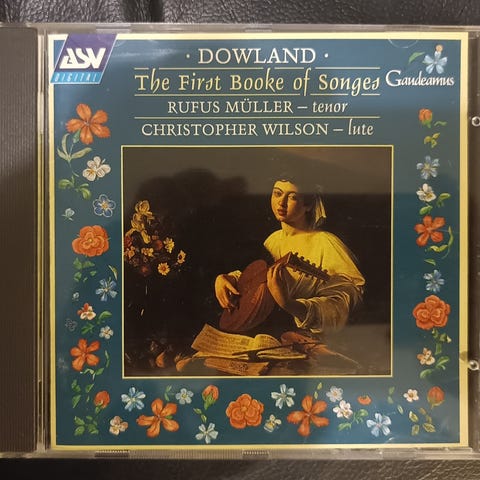 ASV
DIGITAL
· DOWLAND ·
The First Booke of Songes
Gaudeamus
RUFUS MÜLLER – tenor
CHRISTOPHER WILSON – lute